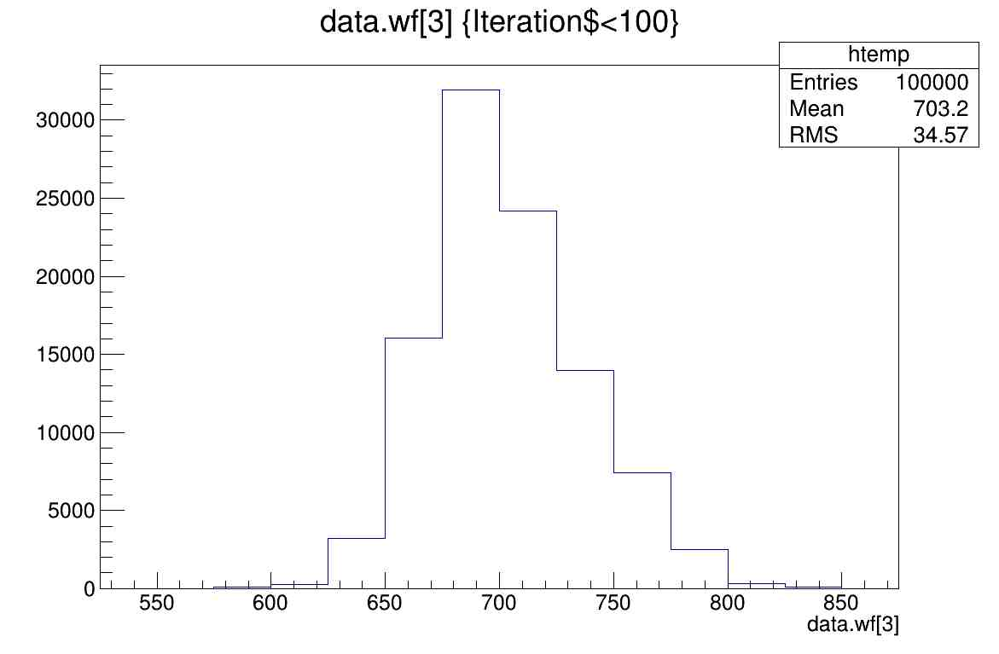 data.wf[3] {Iteration$<100}
htemp
Entries 100000
Mean 703.2
RMS 34.57
30000
25000
20000
15000
10000
5000
0
550 600 650 700 750 800 850
data.wf[3]